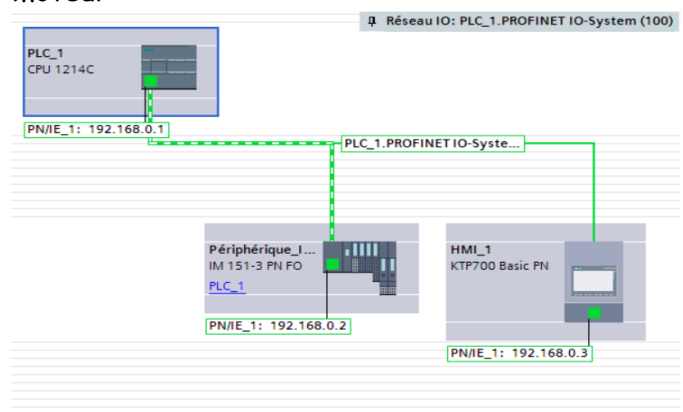 Réseau IO: PLC_1.PROFINET IO-System (100)
PLC_1
CPU 1214C
PN/IE_1: 192.168.0.1
PLC_1.PROFINET IO-Syste...
Périphérique_I...
IM 151-3 PN FO
PLC_1
PN/IE_1: 192.168.0.2
HMI_1
KTP700 Basic PN
PN/IE_1: 192.168.0.3